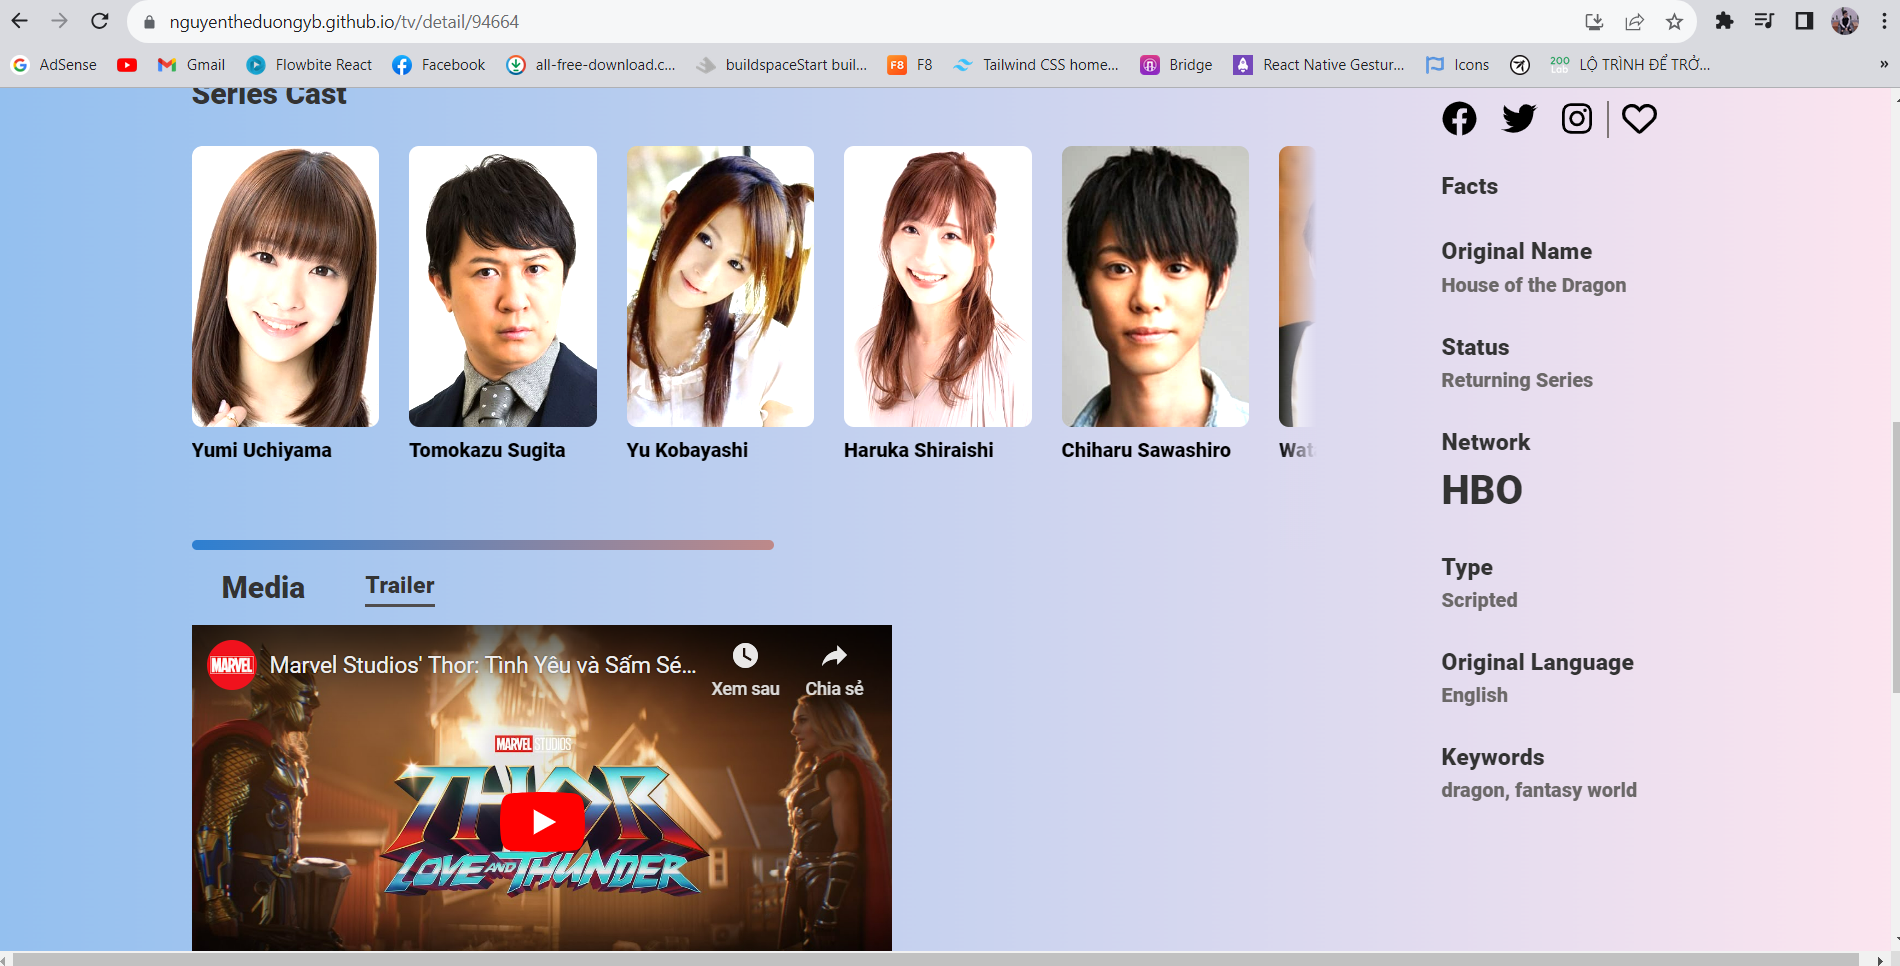 nguyentheduongyb.github.io/tv/detail/94664
AdSense Gmail Flowbite React Facebook all-free-download.c... buildspaceStart buil... F8 F8 Tailwind CSS home... Bridge React Native Gestur... Icons 200 Lab LỘ TRÌNH ĐỂ TRỞ... »
Series Cast
Yumi Uchiyama
Tomokazu Sugita
Yu Kobayashi
Haruka Shiraishi
Chiharu Sawashiro
Wat
Media
Trailer
MARVEL Marvel Studios' Thor: Tình Yêu và Sấm Sé...
Xem sau
Chia sẻ
MARVEL STUDIOS
THOR
LOVE AND THUNDER
Facts
Original Name
House of the Dragon
Status
Returning Series
Network
HBO
Type
Scripted
Original Language
English
Keywords
dragon, fantasy world